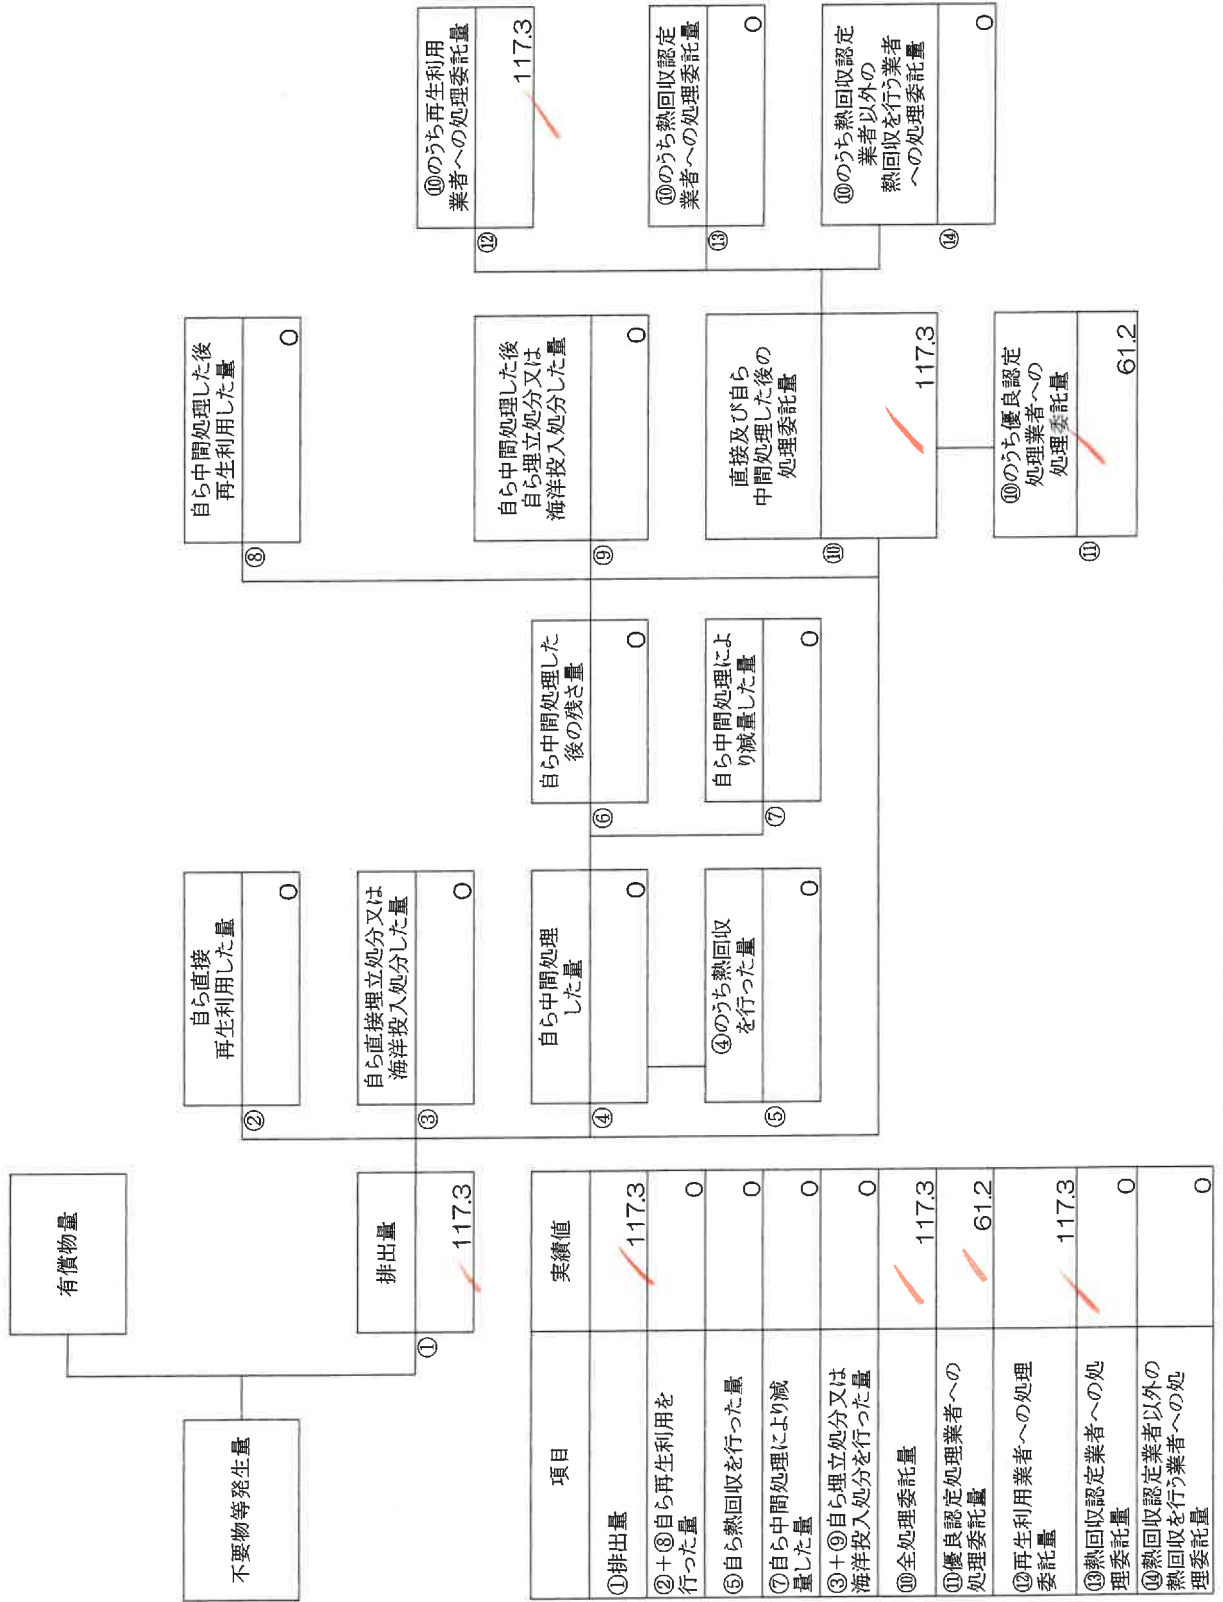 不要物等発生量
有償物量
①
排出量
117.3
②
自ら直接
再生利用した量
0
③
自ら直接埋立処分又は
海洋投入処分した量
0
④
自ら中間処理
した量
0
⑤
④のうち熱回収
を行った量
0
⑥
自ら中間処理した
後の残さ量
0
⑦
自ら中間処理によ
り減量した量
0
⑧
自ら中間処理した後
再生利用した量
0
⑨
自ら中間処理した後
自ら埋立処分又は
海洋投入処分した量
0
⑩
直接及び自ら
中間処理した後の
処理委託量
117.3
⑪
⑩のうち優良認定
処理業者への
処理委託量
61.2
⑫
⑩のうち再生利用
業者への処理委託量
117.3
⑬
⑩のうち熱回収認定
業者への処理委託量
0
⑭
⑩のうち熱回収認定
業者以外の
熱回収を行う業者
への処理委託量
0
項目
実績値
①排出量
117.3
②+⑧自ら再生利用を
行った量
0
⑤自ら熱回収を行った量
0
⑦自ら中間処理により減
量した量
0
③+⑨自ら埋立処分又は
海洋投入処分を行った量
0
⑩全処理委託量
117.3
⑪優良認定処理業者への
処理委託量
61.2
⑫再生利用業者への処理
委託量
117.3
⑬熱回収認定業者への処
理委託量
0
⑭熱回収認定業者以外の
熱回収を行う業者への処
理委託量
0